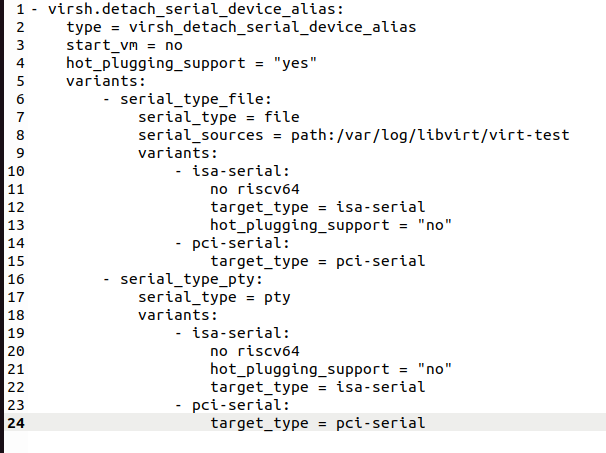 1 - virsh.detach_serial_device_alias:
2     type = virsh_detach_serial_device_alias
3     start_vm = no
4     hot_plugging_support = "yes"
5     variants:
6         - serial_type_file:
7             serial_type = file
8             serial_sources = path:/var/log/libvirt/virt-test
9             variants:
10                 - isa-serial:
11                     no riscv64
12                     target_type = isa-serial
13                     hot_plugging_support = "no"
14                 - pci-serial:
15                     target_type = pci-serial
16         - serial_type_pty:
17             serial_type = pty
18             variants:
19                 - isa-serial:
20                     no riscv64
21                     hot_plugging_support = "no"
22                     target_type = isa-serial
23                 - pci-serial:
24                     target_type = pci-serial